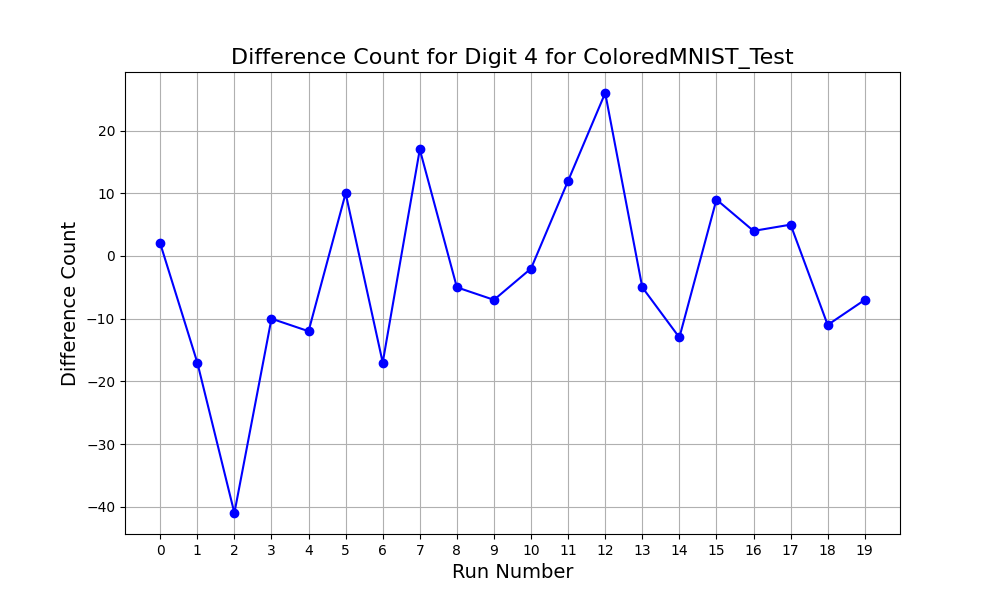 Difference Count for Digit 4 for ColoredMNIST_Test
Difference Count
20
10
0
−10
−20
−30
−40
0 1 2 3 4 5 6 7 8 9 10 11 12 13 14 15 16 17 18 19
Run Number